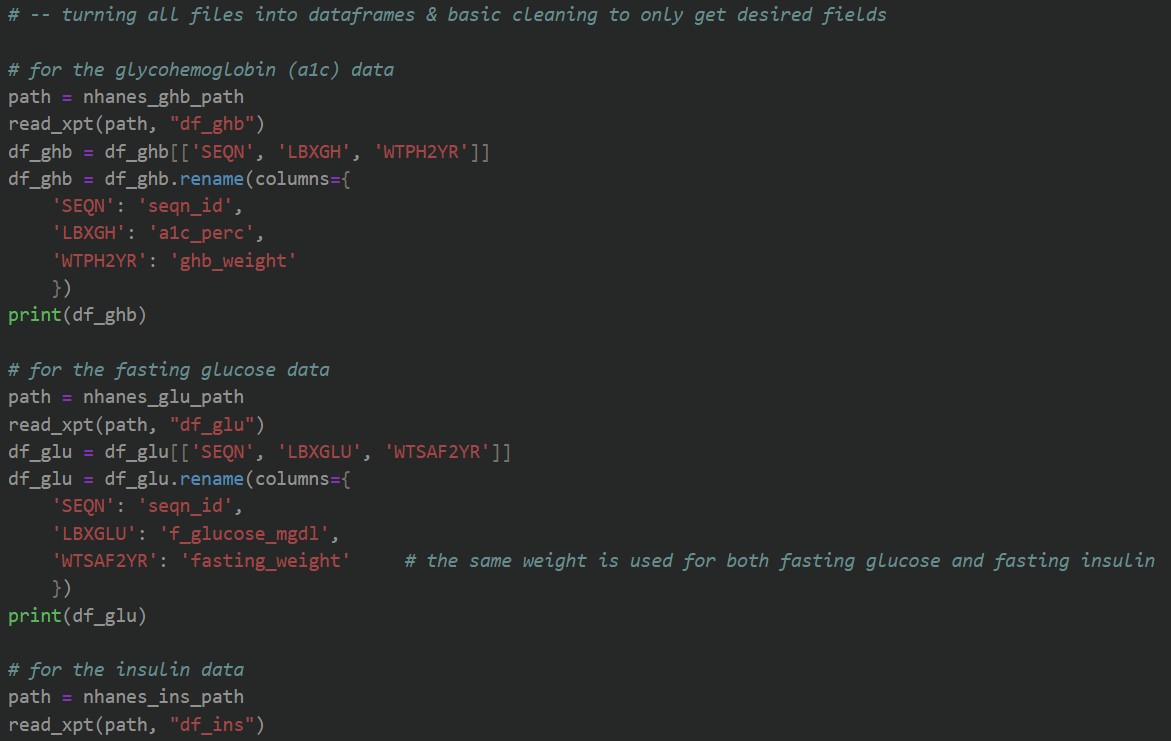 # -- turning all files into dataframes & basic cleaning to only get desired fields
# for the glycohemoglobin (a1c) data
path = nhanes_ghb_path
read_xpt(path, "df_ghb")
df_ghb = df_ghb[['SEQN', 'LBXGH', 'WTPH2YR']]
df_ghb = df_ghb.rename(columns={
    'SEQN': 'seqn_id',
    'LBXGH': 'a1c_perc',
    'WTPH2YR': 'ghb_weight'
    })
print(df_ghb)
# for the fasting glucose data
path = nhanes_glu_path
read_xpt(path, "df_glu")
df_glu = df_glu[['SEQN', 'LBXGLU', 'WTSAF2YR']]
df_glu = df_glu.rename(columns={
    'SEQN': 'seqn_id',
    'LBXGLU': 'f_glucose_mgdl',
    'WTSAF2YR': 'fasting_weight'     # the same weight is used for both fasting glucose and fasting insulin
    })
print(df_glu)
# for the insulin data
path = nhanes_ins_path
read_xpt(path, "df_ins")